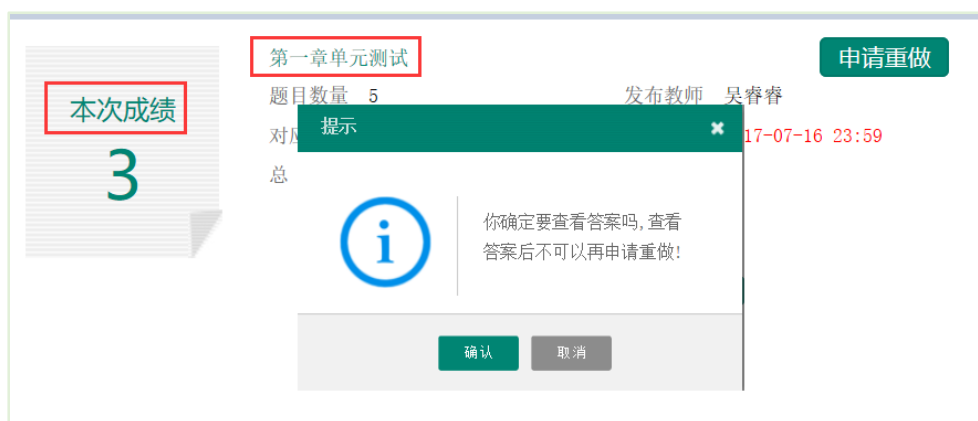 第一章单元测试
申请重做
本次成绩
3
题目数量 5
发布教师 吴睿睿
提示
17-07-16 23:59
总
你确定要查看答案吗,查看
答案后不可以再申请重做!
确认
取消